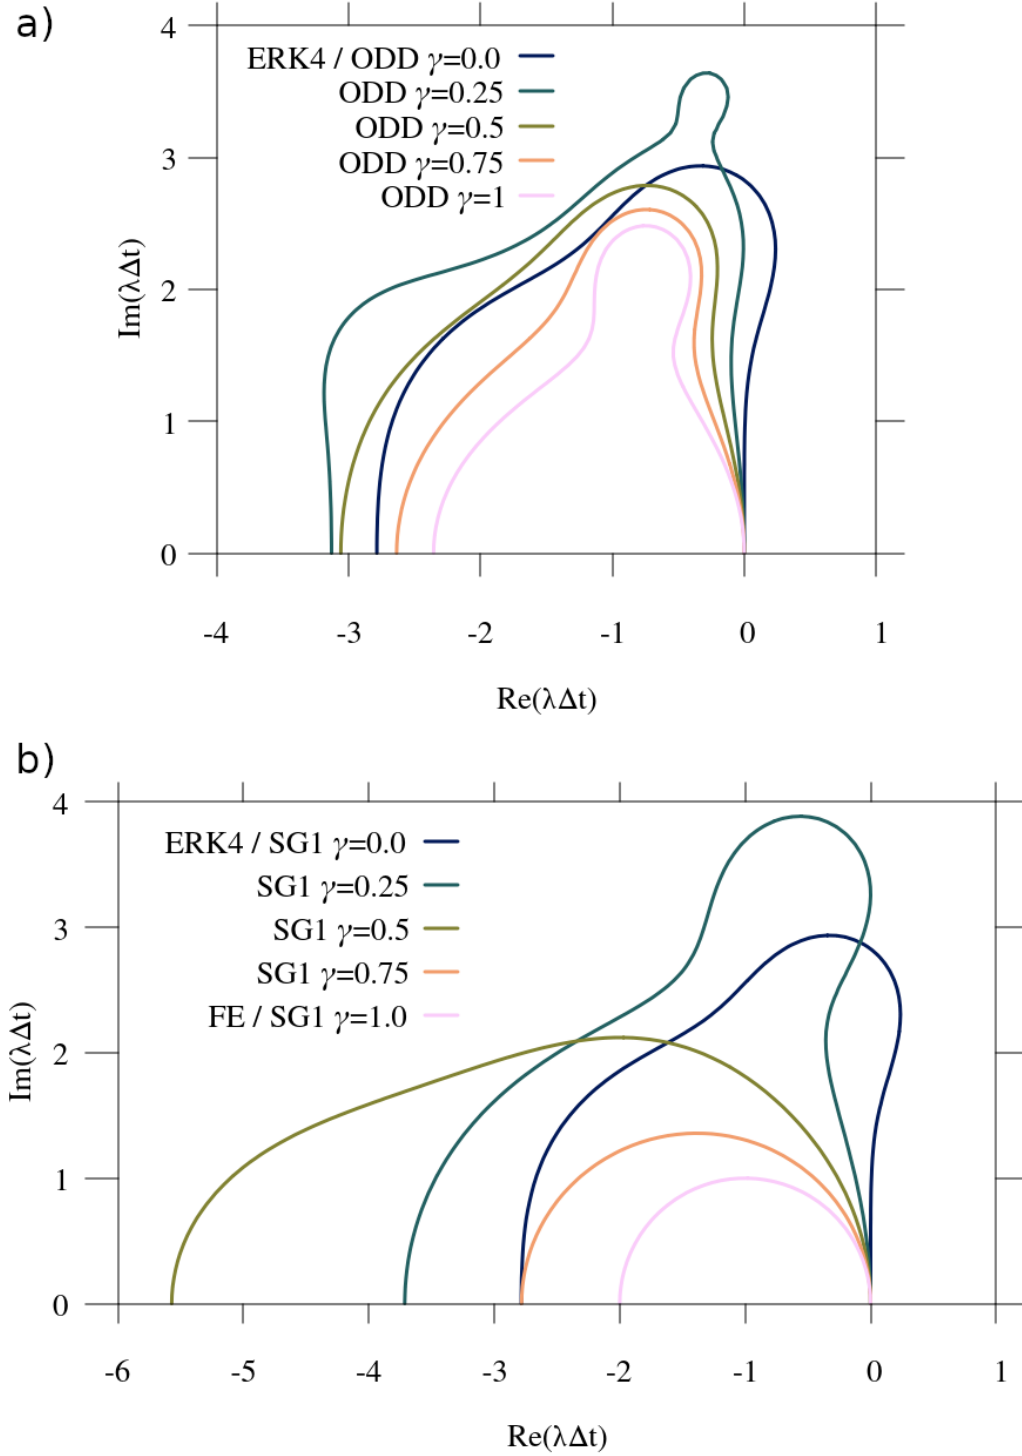 a)
4
ERK4 / ODD γ=0.0
ODD γ=0.25
ODD γ=0.5
3
ODD γ=0.75
ODD γ=1
Im(λΔt)
2
1
0
-4 -3 -2 -1 0 1
Re(λΔt)
b)
4
ERK4 / SG1 γ=0.0
SG1 γ=0.25
3
SG1 γ=0.5
SG1 γ=0.75
FE / SG1 γ=1.0
Im(λΔt)
2
1
0
-6 -5 -4 -3 -2 -1 0 1
Re(λΔt)